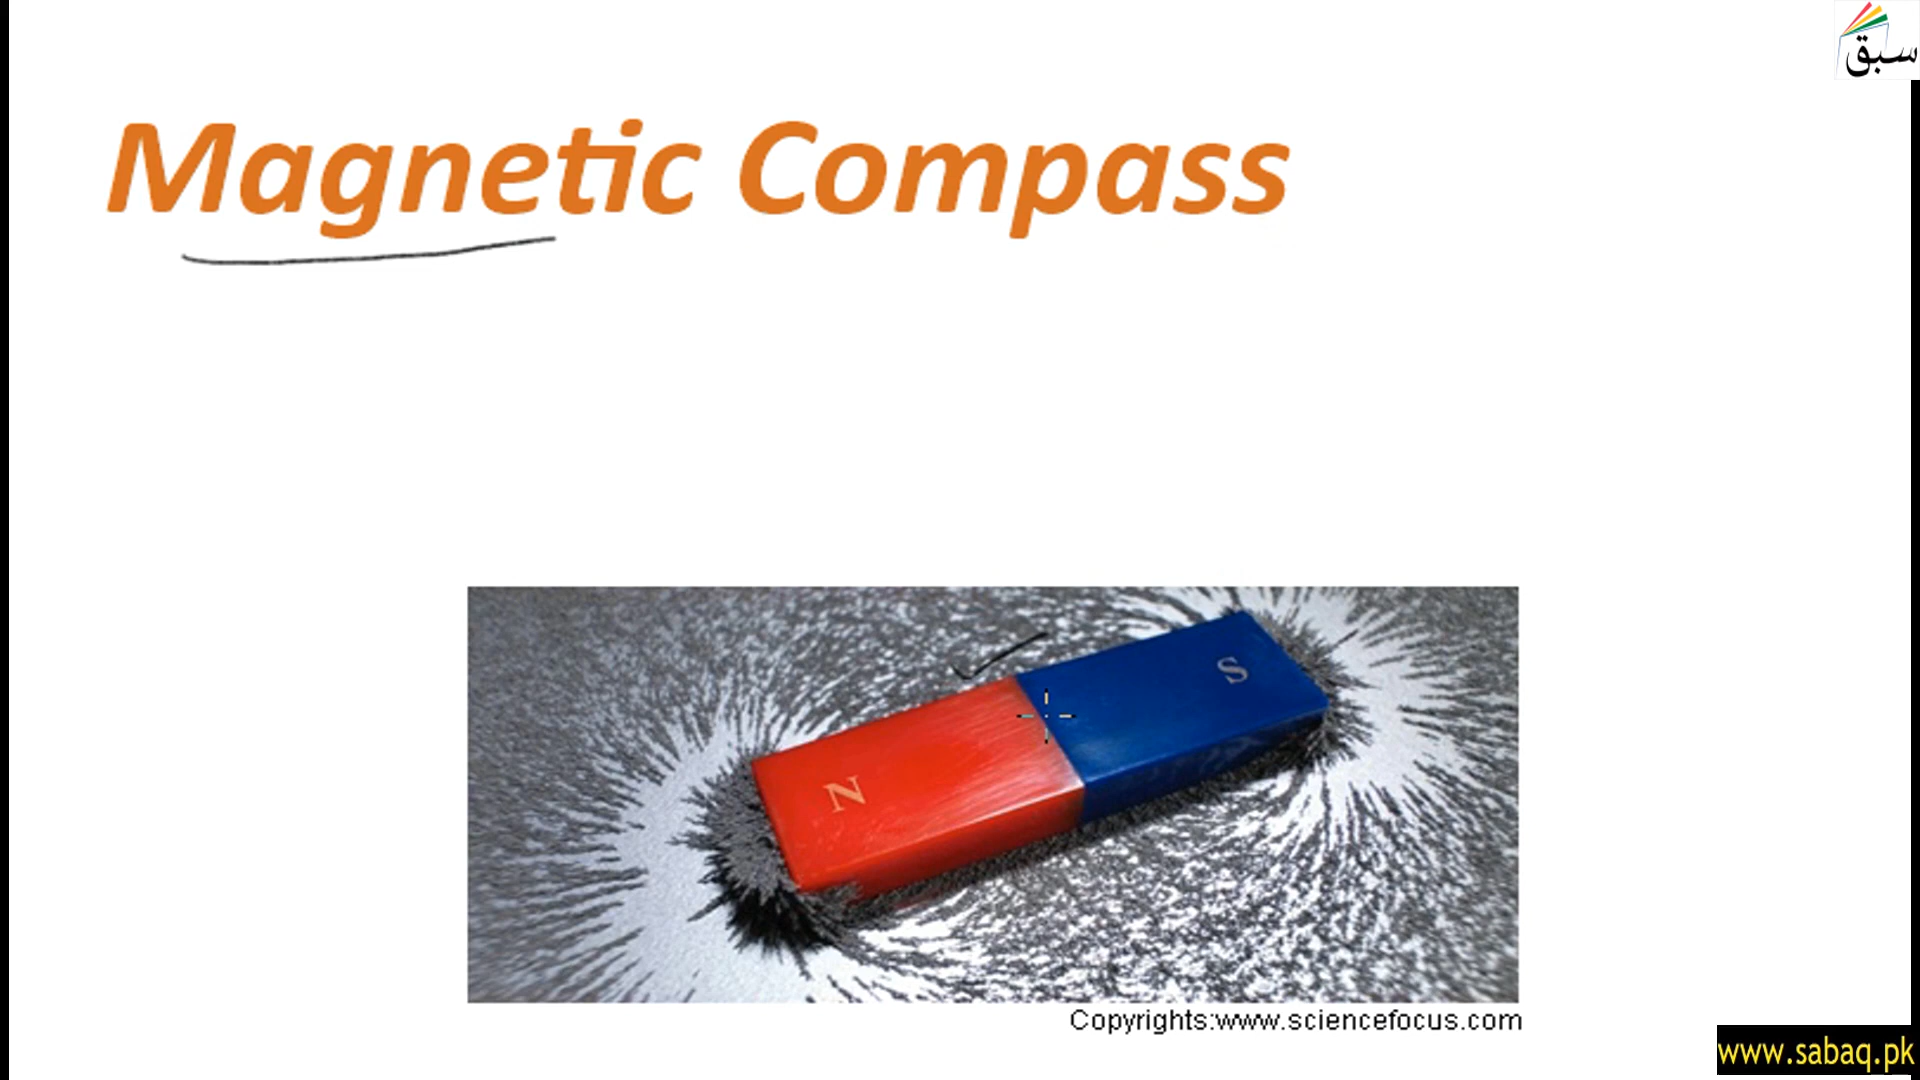 سبق
Magnetic Compass
S
N
Copyrights:www.sciencefocus.com
www.sabaq.pk